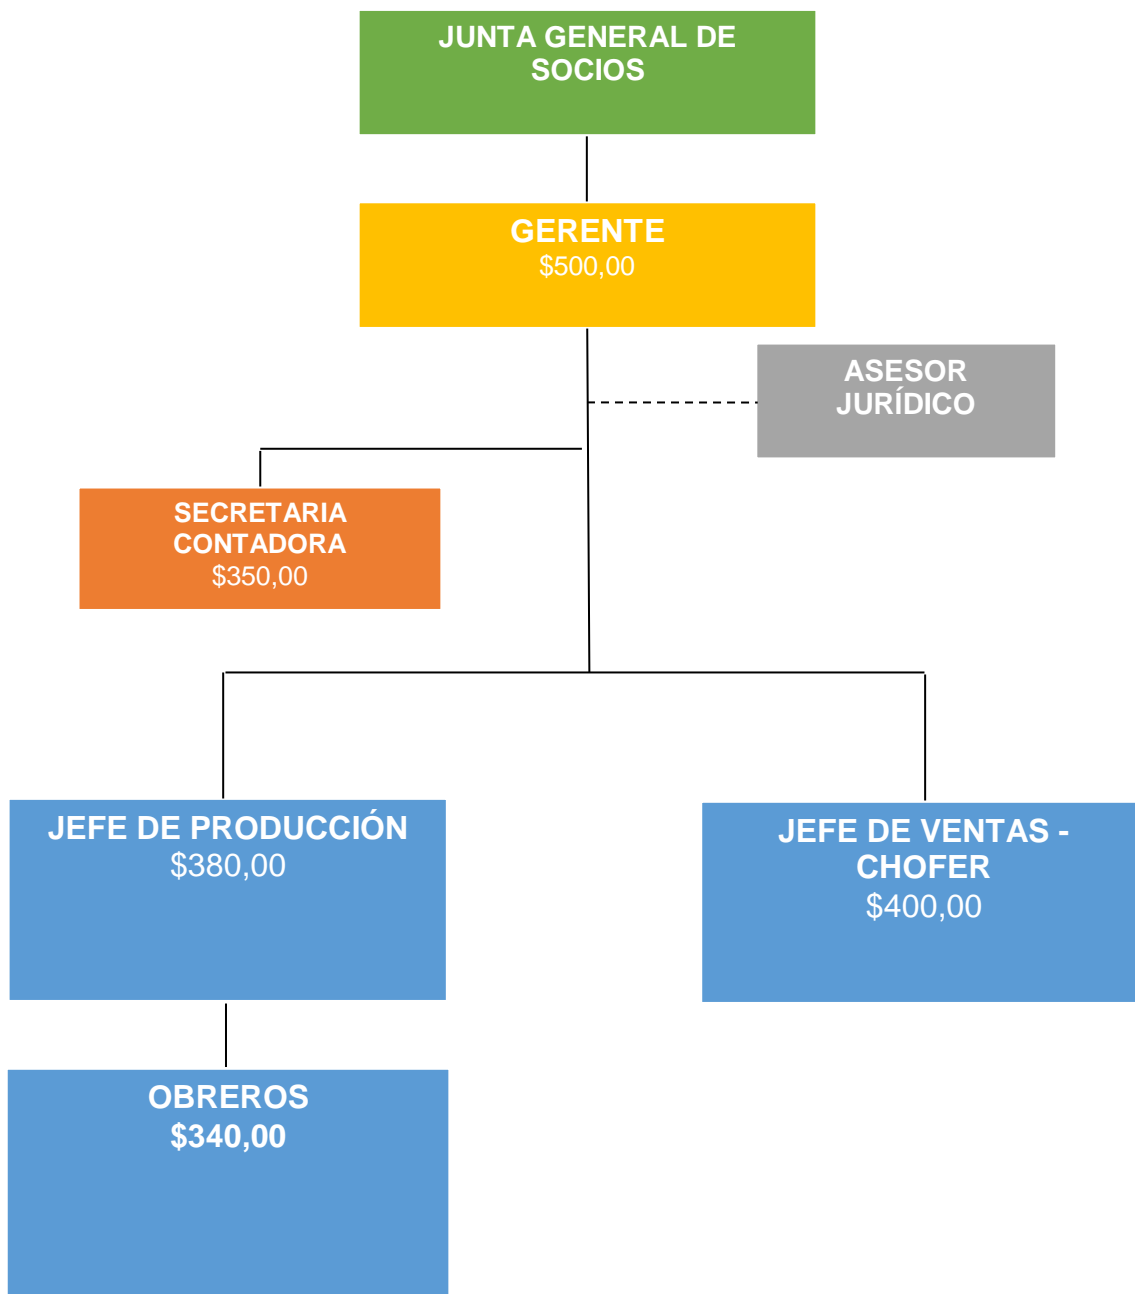 JUNTA GENERAL DE
SOCIOS
GERENTE
$500,00
ASESOR
JURÍDICO
SECRETARIA
CONTADORA
$350,00
JEFE DE PRODUCCIÓN
$380,00
JEFE DE VENTAS -
CHOFER
$400,00
OBREROS
$340,00